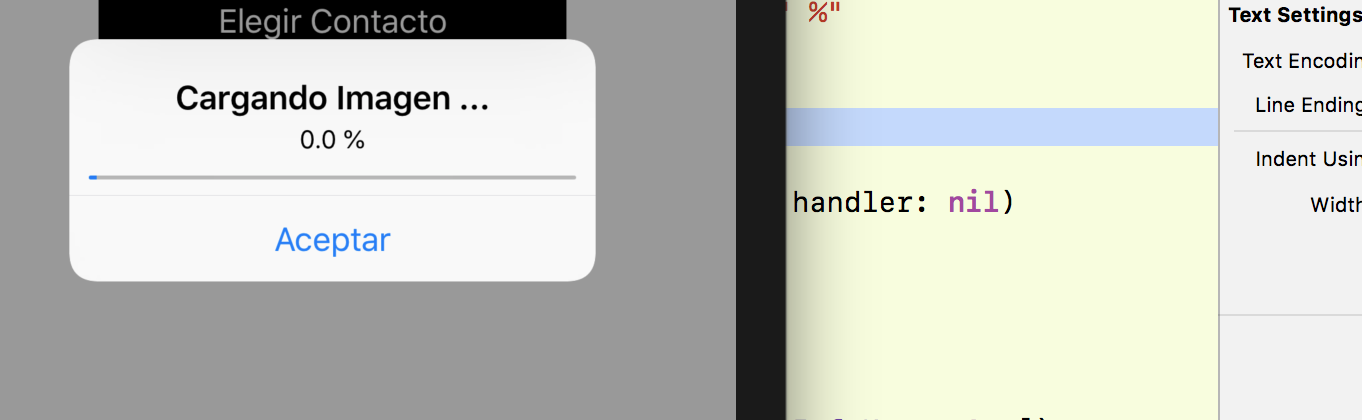 Elegir Contacto
Cargando Imagen ...
0.0 %
Aceptar
%"
handler: nil)
Text Settings
Text Encodin
Line Ending
Indent Usin
Width